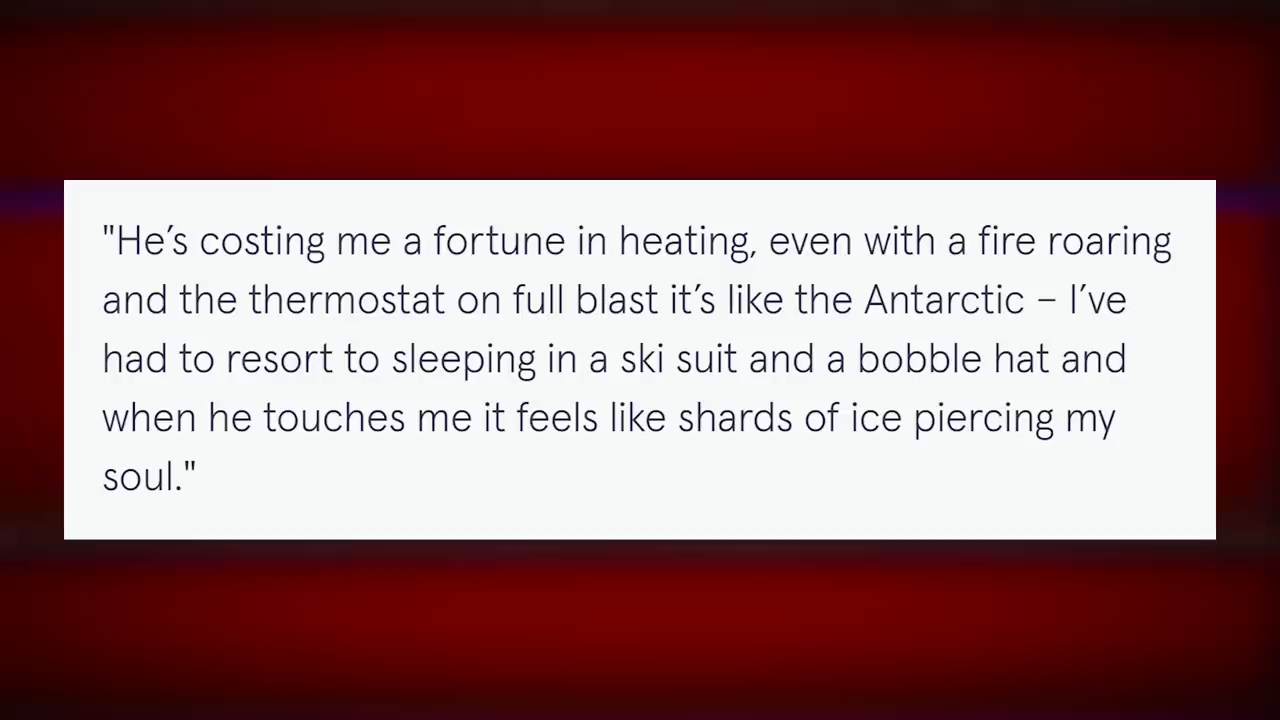 "He’s costing me a fortune in heating, even with a fire roaring
and the thermostat on full blast it’s like the Antarctic – I’ve
had to resort to sleeping in a ski suit and a bobble hat and
when he touches me it feels like shards of ice piercing my
soul."